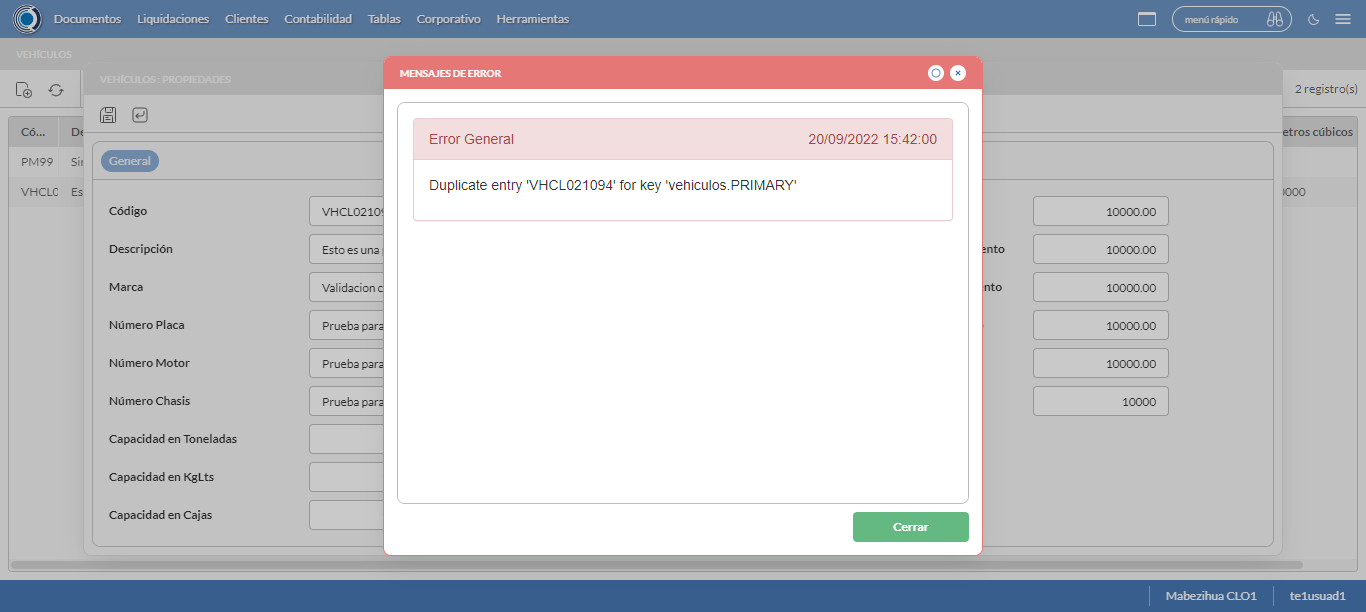 Documentos Liquidaciones Clientes Contabilidad Tablas Corporativo Herramientas menú rápido
VEHÍCULOS
VEHÍCULOS : PROPIEDADES
MENSAJES DE ERROR
2 registro(s)
Error General 20/09/2022 15:42:00
Có... De etros cúbicos
PM99 Sin
General
Duplicate entry 'VHCL021094' for key 'vehiculos.PRIMARY'
VHCL0 Es 0000
Código VHCL02109 10000.00
Descripción Esto es una ento 10000.00
Marca Validacion c nto 10000.00
Número Placa Prueba para 10000.00
Número Motor Prueba para 10000.00
Número Chasis Prueba para 10000
Capacidad en Toneladas
Capacidad en KgLts
Capacidad en Cajas
Cerrar
Mabezihua CLO1 te1usuad1